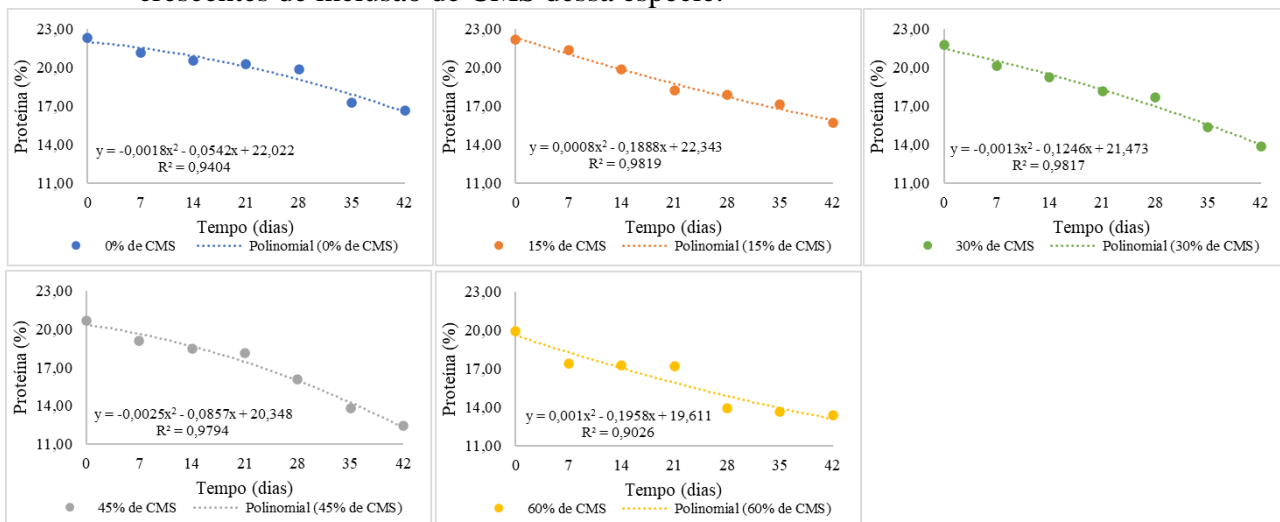 crescentes de inclusão de CMS dessa espécie.
23,00
20,00
17,00
14,00
11,00
Proteína (%)
y = -0,0018x² - 0,0542x + 22,022
R² = 0,9404
0 7 14 21 28 35 42
Tempo (dias)
0% de CMS Polinomial (0% de CMS)
23,00
20,00
17,00
14,00
11,00
Proteína (%)
y = 0,0008x² - 0,1888x + 22,343
R² = 0,9819
0 7 14 21 28 35 42
Tempo (dias)
15% de CMS Polinomial (15% de CMS)
23,00
20,00
17,00
14,00
11,00
Proteína (%)
y = -0,0013x² - 0,1246x + 21,473
R² = 0,9817
0 7 14 21 28 35 42
Tempo (dias)
30% de CMS Polinomial (30% de CMS)
23,00
20,00
17,00
14,00
11,00
Proteína (%)
y = -0,0025x² - 0,0857x + 20,348
R² = 0,9794
0 7 14 21 28 35 42
Tempo (dias)
45% de CMS Polinomial (45% de CMS)
23,00
20,00
17,00
14,00
11,00
Proteína (%)
y = 0,001x² - 0,1958x + 19,611
R² = 0,9026
0 7 14 21 28 35 42
Tempo (dias)
60% de CMS Polinomial (60% de CMS)